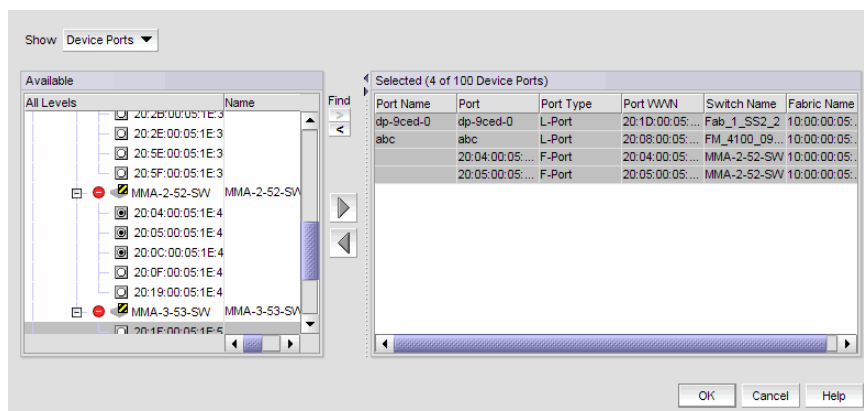 Show Device Ports
Available
All Levels Name
20:2B:00:05:1E:3
20:2E:00:05:1E:3
20:5E:00:05:1E:3
20:5F:00:05:1E:3
MMA-2-52-SW MMA-2-52-SW
20:04:00:05:1E:4
20:05:00:05:1E:4
20:0C:00:05:1E:4
20:0F:00:05:1E:4
20:19:00:05:1E:4
MMA-3-53-SW MMA-3-53-SW
20:1F:00:05:1E:5
Find
>
<
Selected (4 of 100 Device Ports)
Port Name Port Port Type Port WWN Switch Name Fabric Name
dp-9ced-0 dp-9ced-0 L-Port 20:1D:00:05:... Fab_1_SS2_2 10:00:00:05:.
abc abc L-Port 20:08:00:05:... FM_4100_09... 10:00:00:05:.
20:04:00:05:... F-Port 20:04:00:05:... MMA-2-52-SW 10:00:00:05:.
20:05:00:05:... F-Port 20:05:00:05:... MMA-2-52-SW 10:00:00:05:.
OK Cancel Help